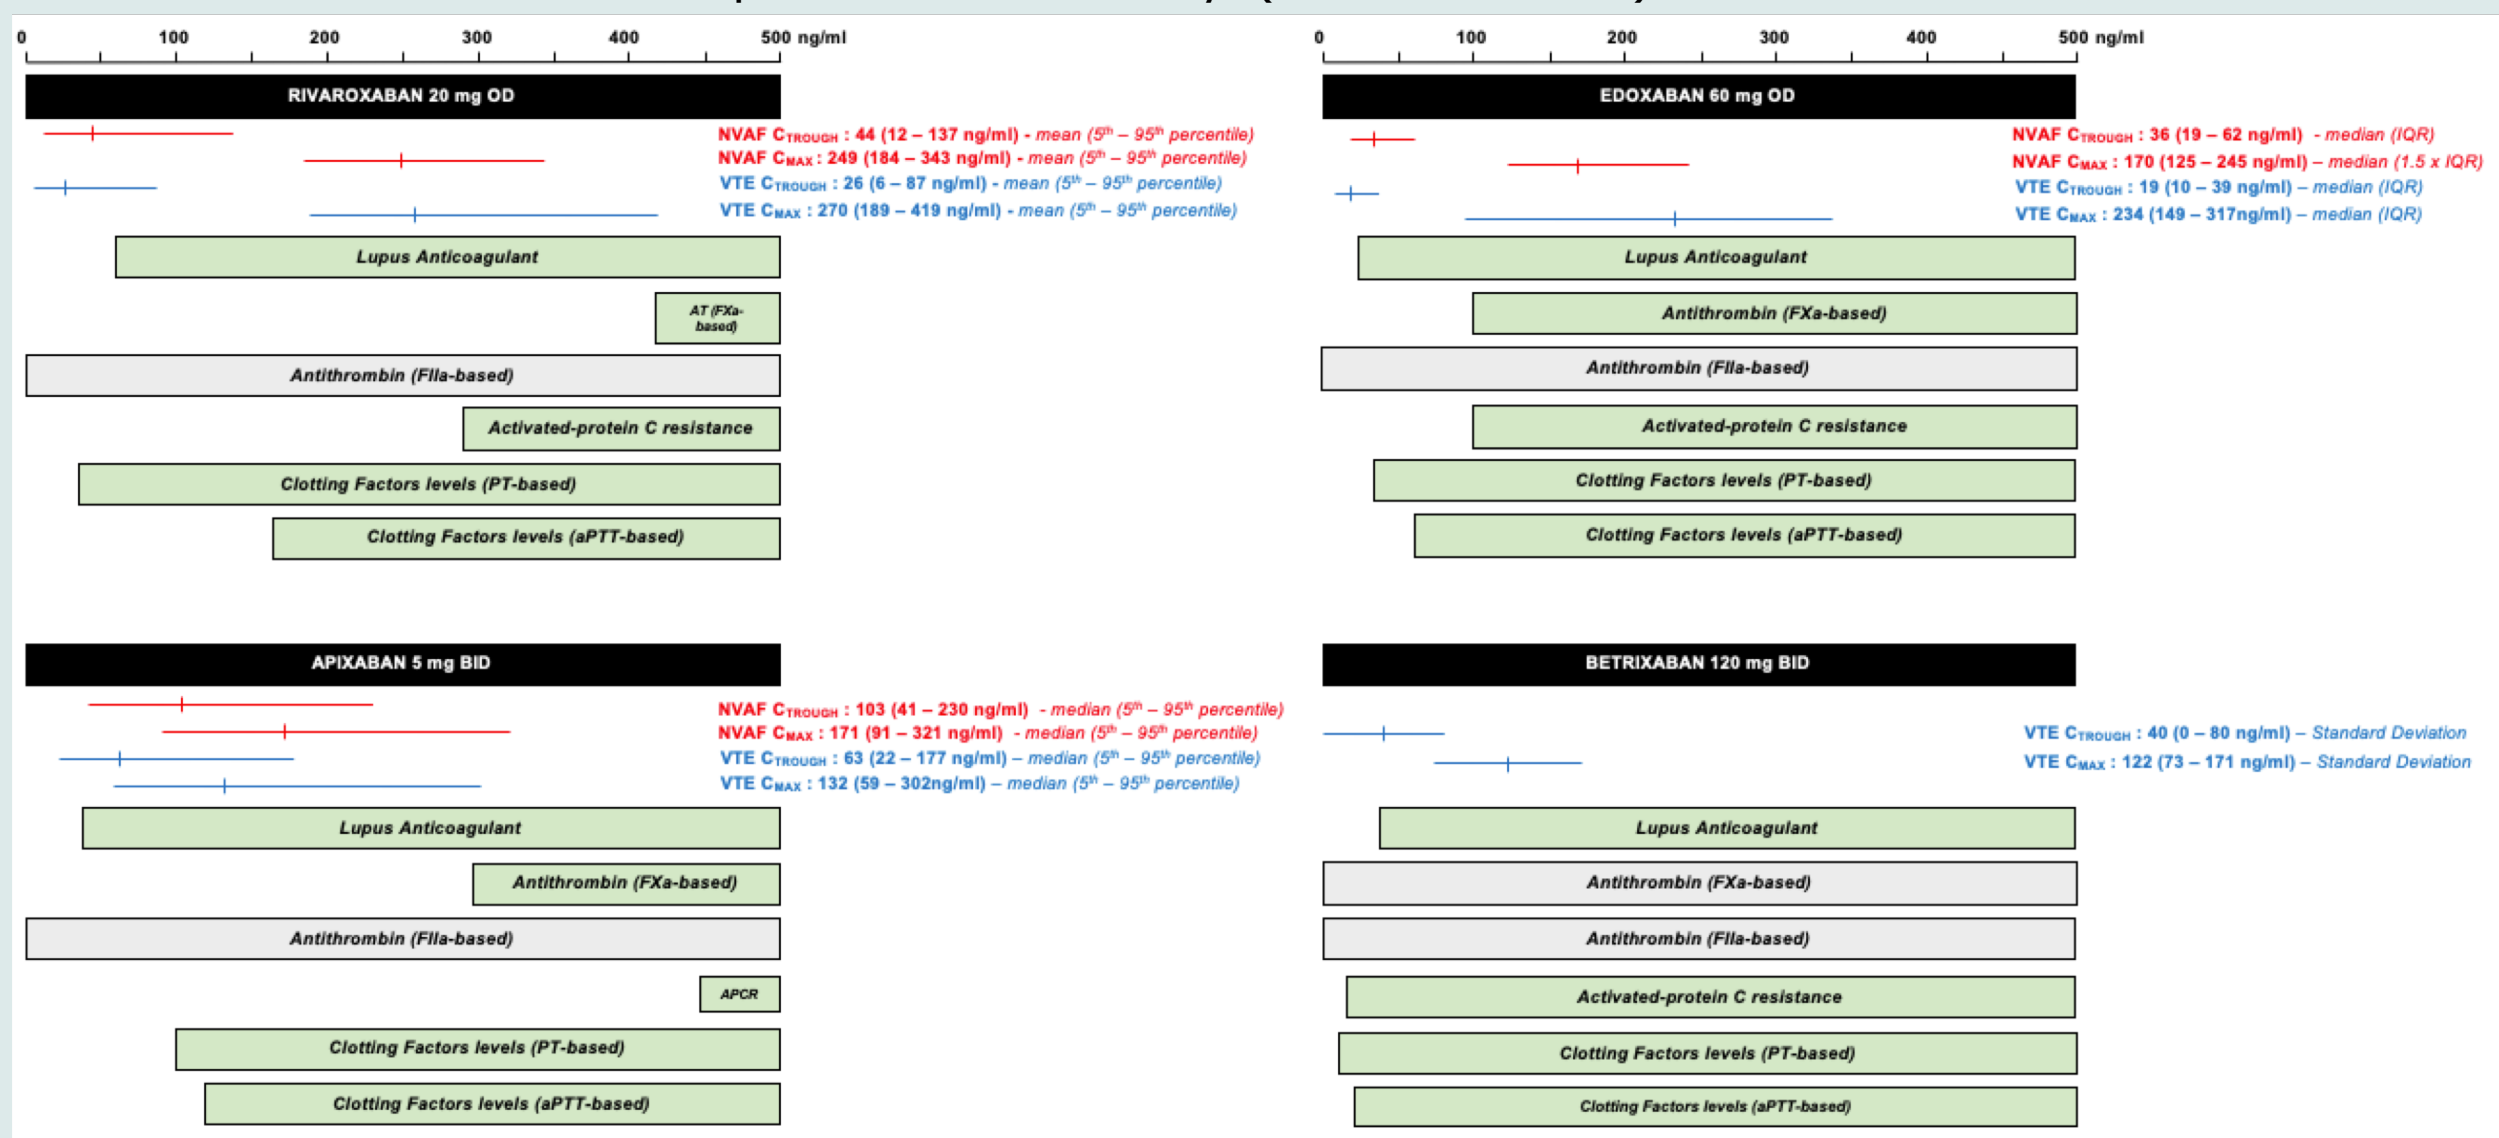 0 100 200 300 400 500 ng/ml
RIVAROXABAN 20 mg OD
NVAF CTROUGH : 44 (12 – 137 ng/ml) - mean (5th – 95th percentile)
NVAF CMAX : 249 (184 – 343 ng/ml) - mean (5th – 95th percentile)
VTE CTROUGH : 26 (6 – 87 ng/ml) - mean (5th – 95th percentile)
VTE CMAX : 270 (189 – 419 ng/ml) - mean (5th – 95th percentile)
Lupus Anticoagulant
AT (FXa-
based)
Antithrombin (FIIa-based)
Activated-protein C resistance
Clotting Factors levels (PT-based)
Clotting Factors levels (aPTT-based)
0 100 200 300 400 500 ng/ml
EDOXABAN 60 mg OD
NVAF CTROUGH : 36 (19 – 62 ng/ml) - median (IQR)
NVAF CMAX : 170 (125 – 245 ng/ml) – median (1.5 x IQR)
VTE CTROUGH : 19 (10 – 39 ng/ml) – median (IQR)
VTE CMAX : 234 (149 – 317ng/ml) – median (IQR)
Lupus Anticoagulant
Antithrombin (FXa-based)
Antithrombin (FIIa-based)
Activated-protein C resistance
Clotting Factors levels (PT-based)
Clotting Factors levels (aPTT-based)
APIXABAN 5 mg BID
NVAF CTROUGH : 103 (41 – 230 ng/ml) - median (5th – 95th percentile)
NVAF CMAX : 171 (91 – 321 ng/ml) - median (5th – 95th percentile)
VTE CTROUGH : 63 (22 – 177 ng/ml) – median (5th – 95th percentile)
VTE CMAX : 132 (59 – 302ng/ml) – median (5th – 95th percentile)
Lupus Anticoagulant
Antithrombin (FXa-based)
Antithrombin (FIIa-based)
APCR
Clotting Factors levels (PT-based)
Clotting Factors levels (aPTT-based)
BETRIXABAN 120 mg BID
VTE CTROUGH : 40 (0 – 80 ng/ml) – Standard Deviation
VTE CMAX : 122 (73 – 171 ng/ml) – Standard Deviation
Lupus Anticoagulant
Antithrombin (FXa-based)
Antithrombin (FIIa-based)
Activated-protein C resistance
Clotting Factors levels (PT-based)
Clotting Factors levels (aPTT-based)